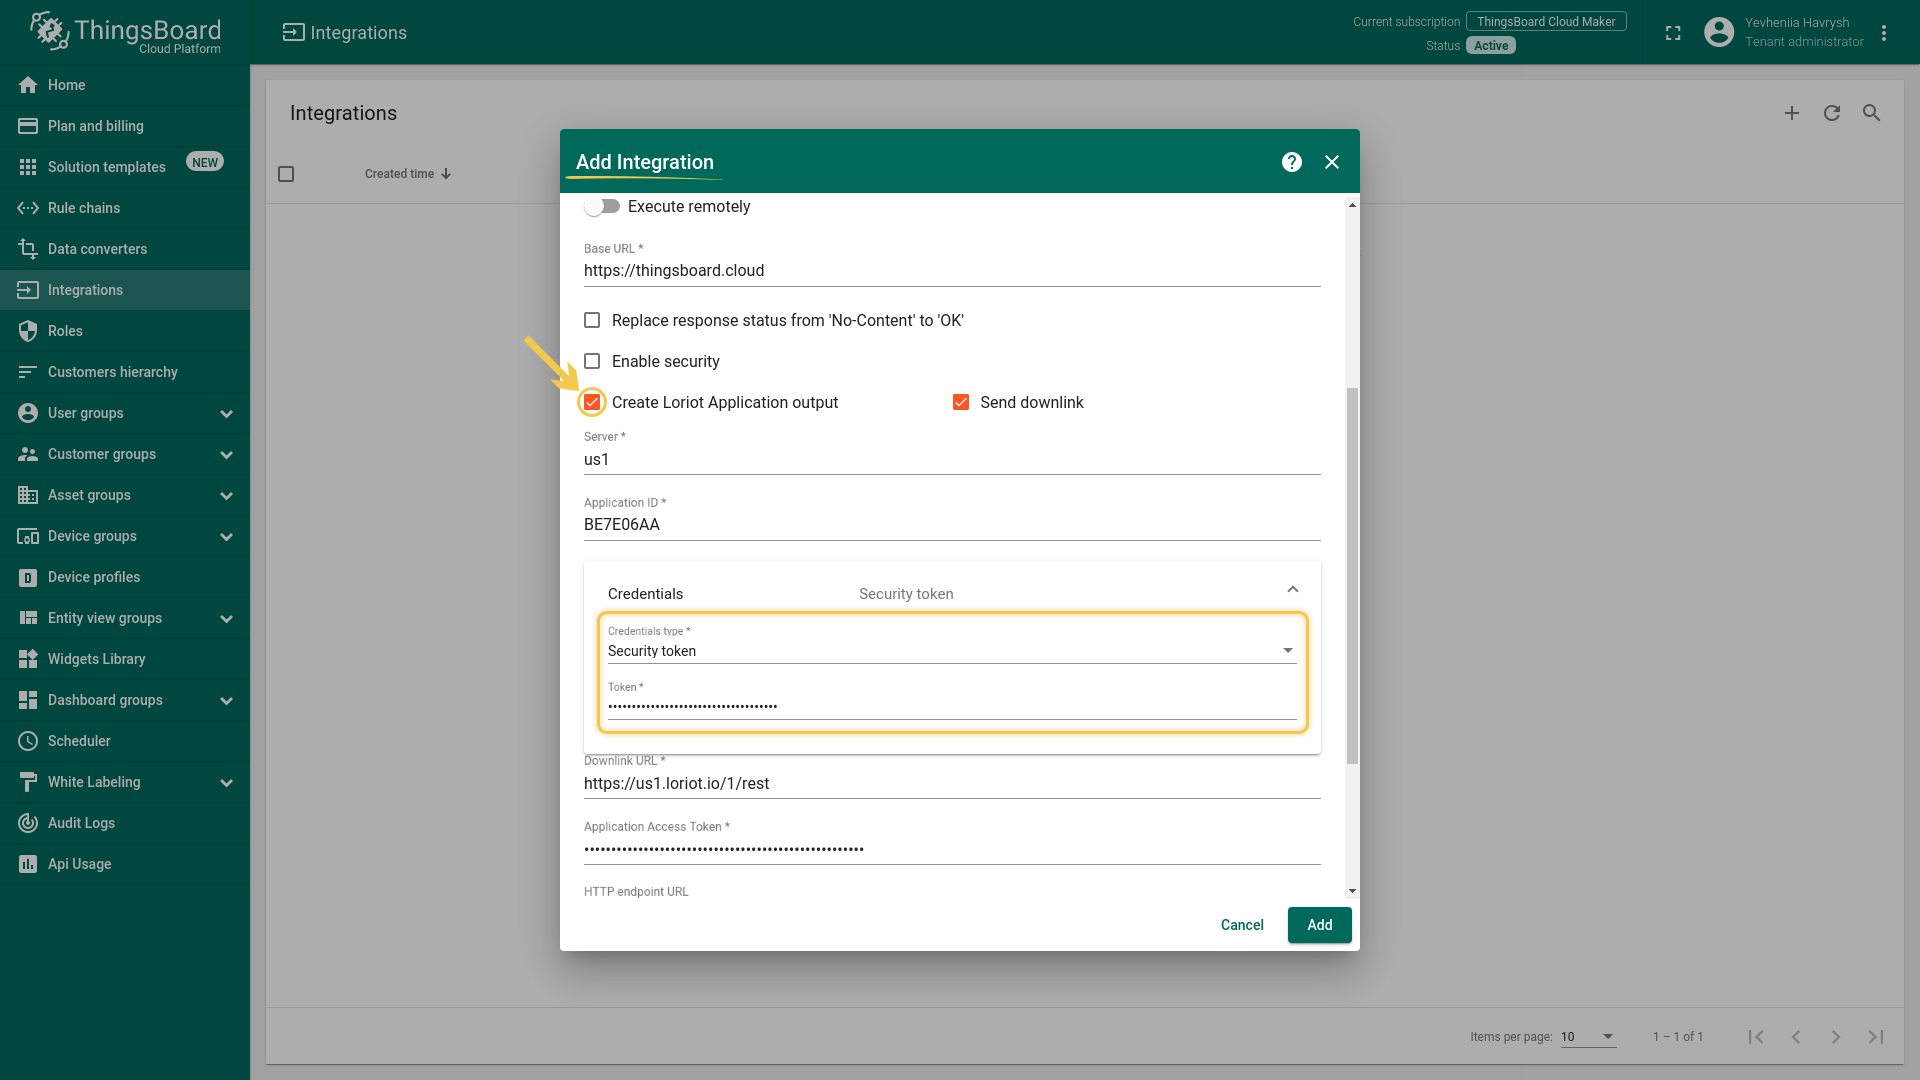 ThingsBoard
Cloud Platform
Integrations
Current subscription ThingsBoard Cloud Maker
Status Active
Yevheniia Havrysh
Tenant administrator
Home
Plan and billing
Solution templates NEW
Rule chains
Data converters
Integrations
Roles
Customers hierarchy
User groups
Customer groups
Asset groups
Device groups
Device profiles
Entity view groups
Widgets Library
Dashboard groups
Scheduler
White Labeling
Audit Logs
Api Usage
Integrations
Created time
Add Integration
Execute remotely
Base URL *
https://thingsboard.cloud
Replace response status from 'No-Content' to 'OK'
Enable security
Create Loriot Application output Send downlink
Server *
us1
Application ID *
BE7E06AA
Credentials Security token
Credentials type *
Security token
Token *
Downlink URL *
https://us1.loriot.io/1/rest
Application Access Token *
HTTP endpoint URL
Cancel Add
Items per page: 10 1 – 1 of 1